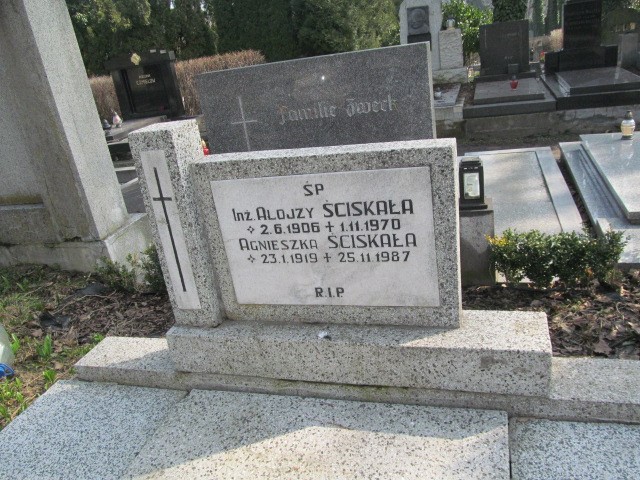 Familie Zweck
ŚP
Inż. Alojzy Ściskała
* 2.6.1906 + 1.11.1970
Agnieszka Ściskała
* 23.1.1919 + 25.11.1987
R.I.P.